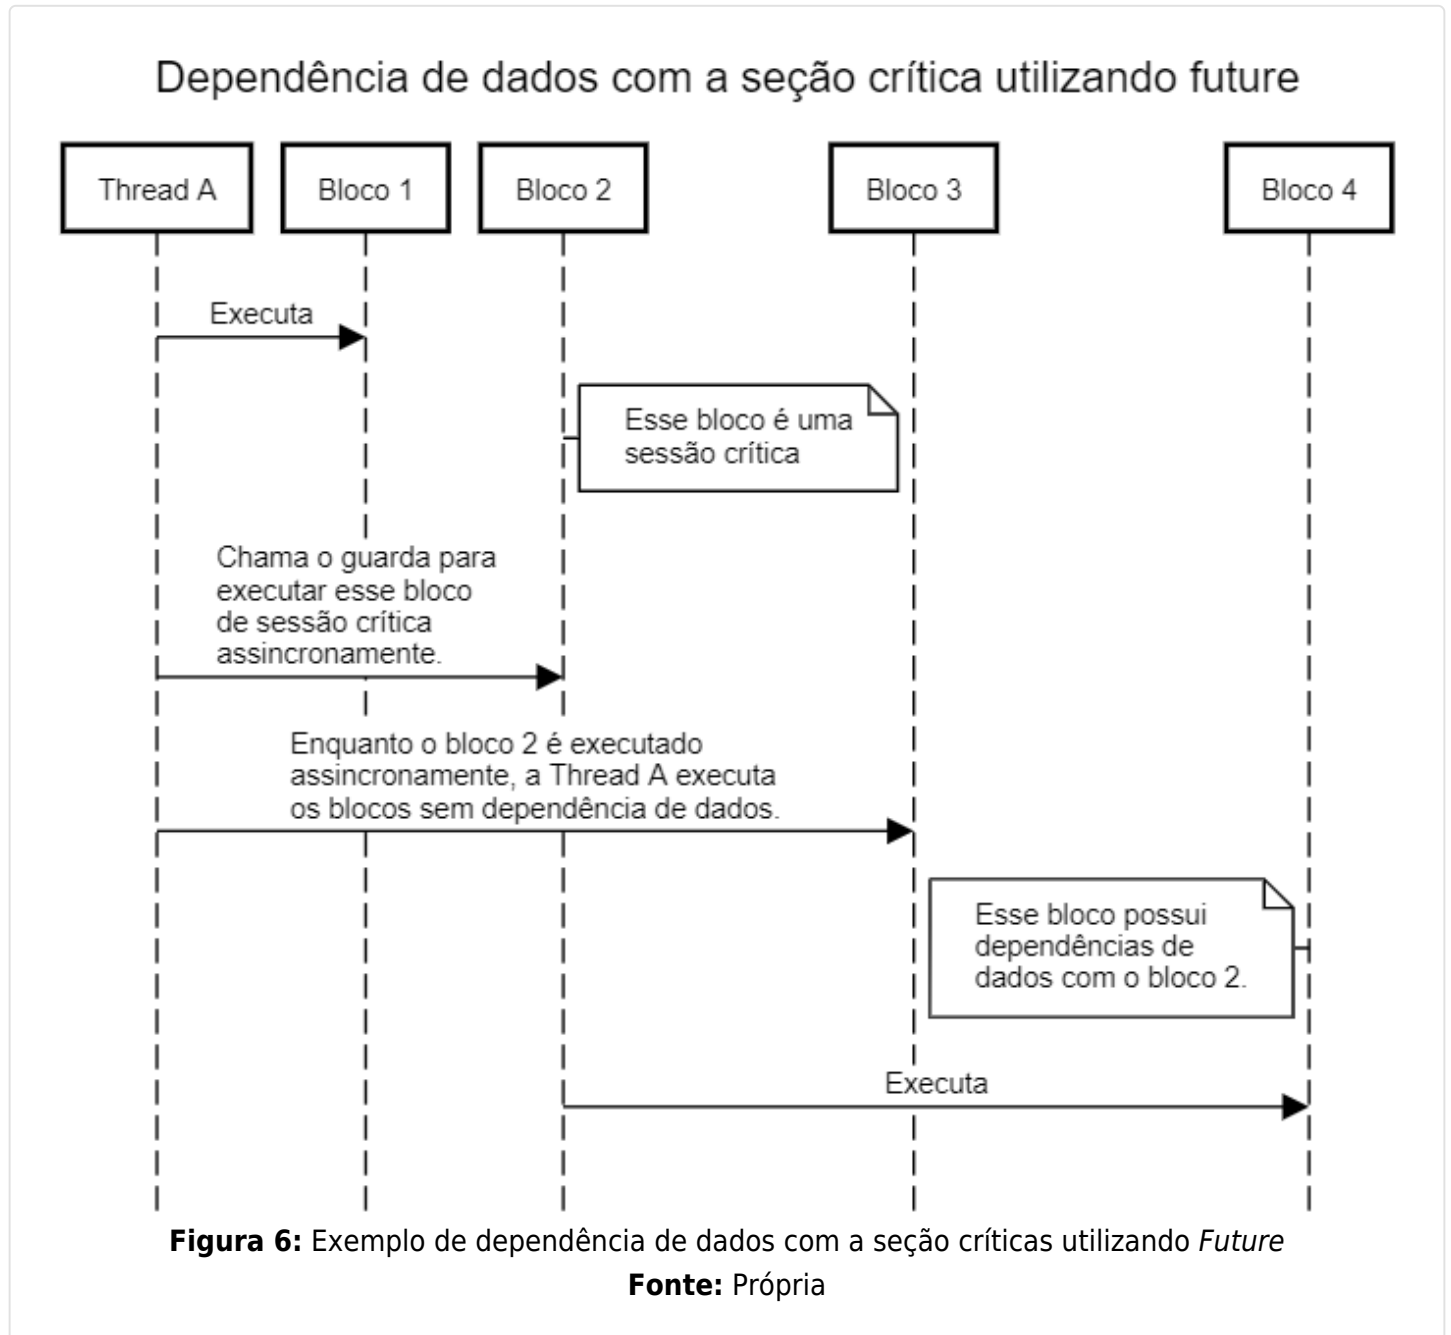 Dependência de dados com a seção crítica utilizando future
Thread A
Bloco 1
Bloco 2
Bloco 3
Bloco 4
Executa
Esse bloco é uma
sessão crítica
Chama o guarda para
executar esse bloco
de sessão crítica
assincronamente.
Enquanto o bloco 2 é executado
assincronamente, a Thread A executa
os blocos sem dependência de dados.
Esse bloco possui
dependências de
dados com o bloco 2.
Executa
Figura 6: Exemplo de dependência de dados com a seção críticas utilizando Future
Fonte: Própria